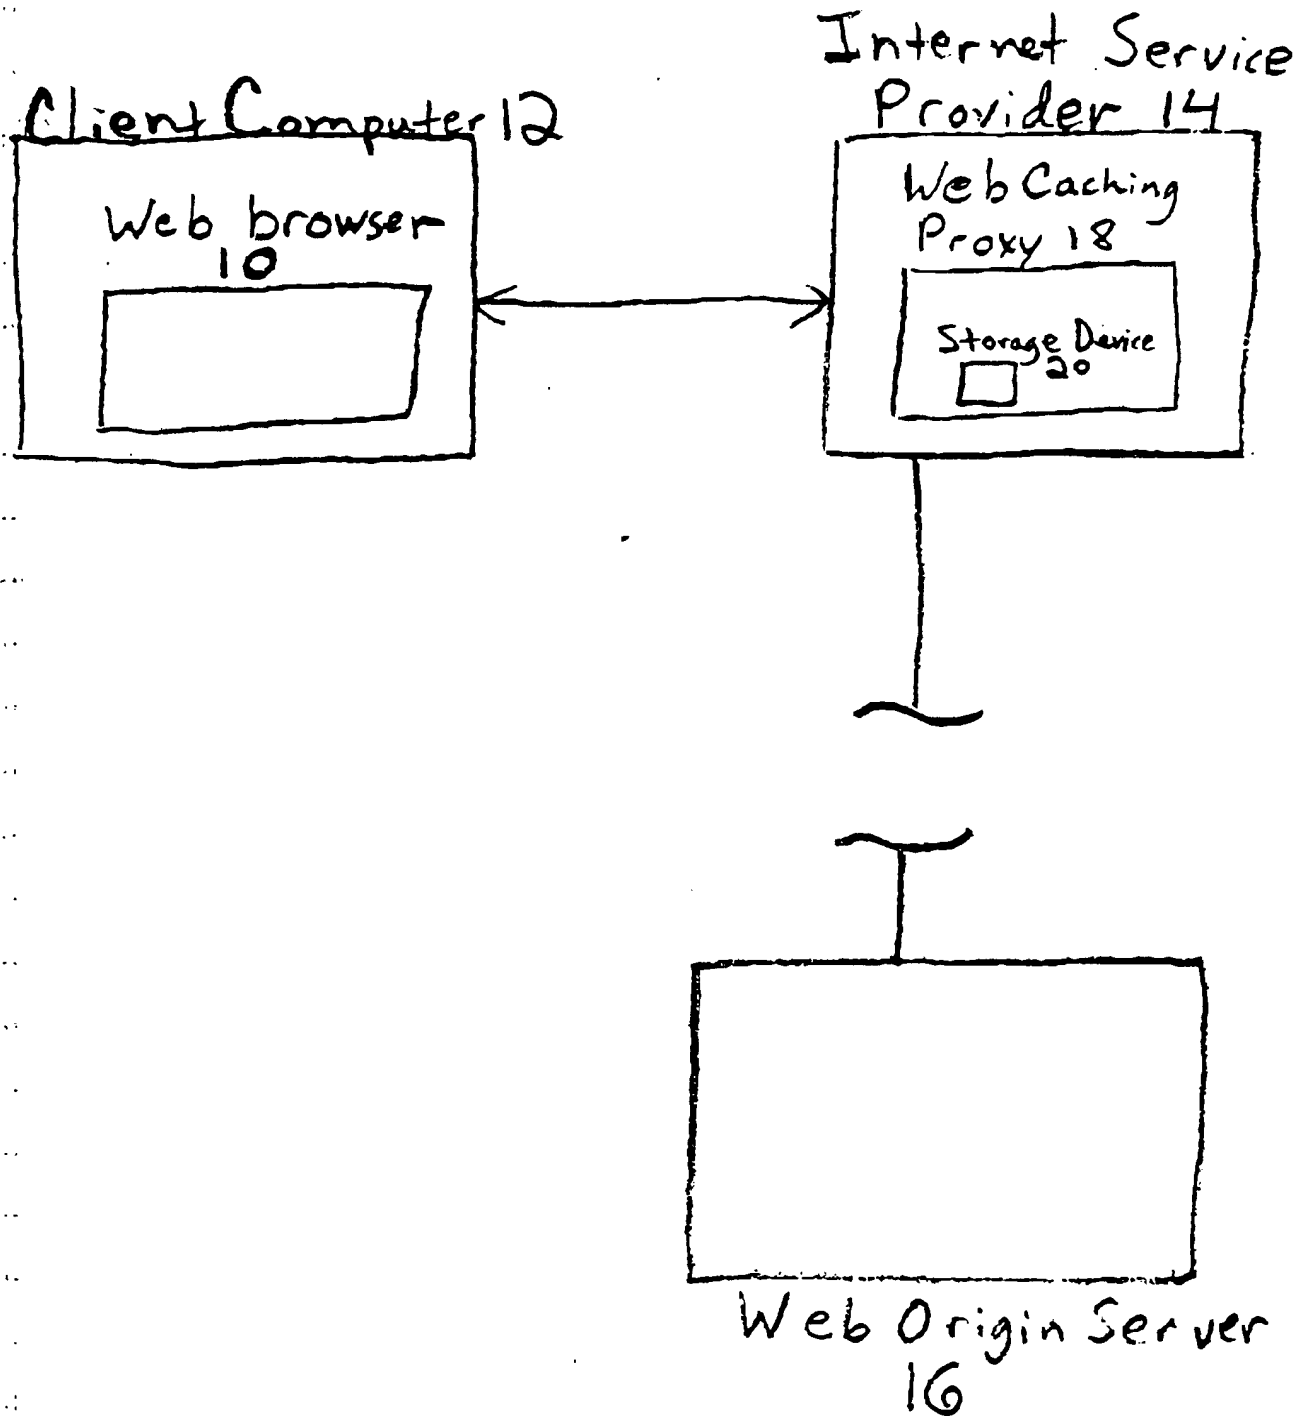 Client Computer 12
Web browser
10
Internet Service
Provider 14
Web Caching
Proxy 18
Storage Device
20
Web Origin Server
16